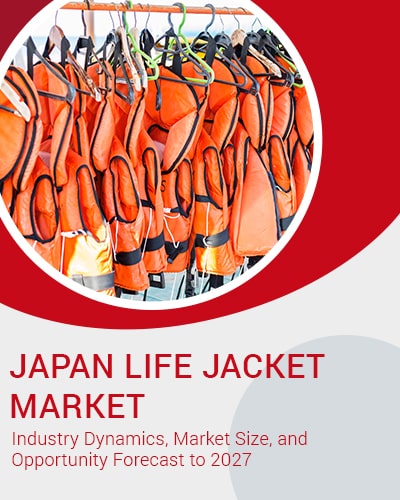 JAPAN LIFE JACKET
MARKET
Industry Dynamics, Market Size, and
Opportunity Forecast to 2027